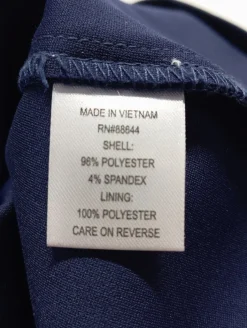 MADE IN VIETNAM
RN#88644
SHELL:
96% POLYESTER
4% SPANDEX
LINING:
100% POLYESTER
CARE ON REVERSE